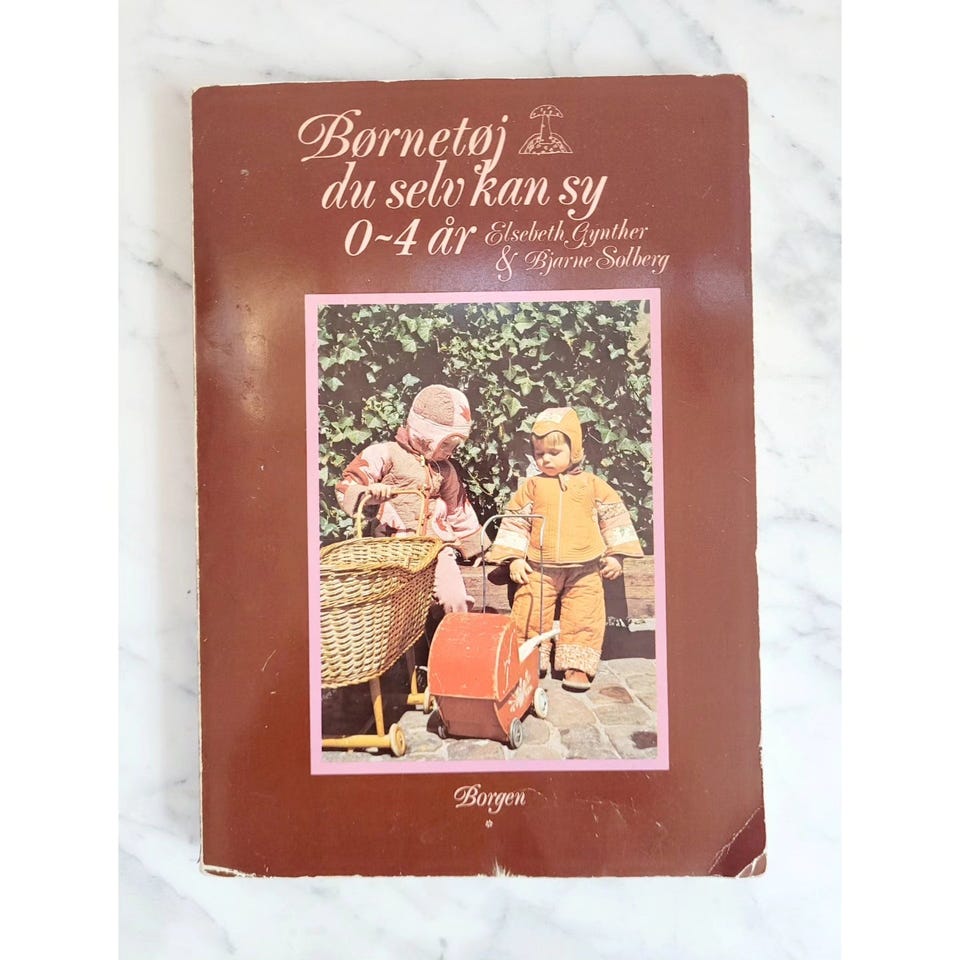 Børnetøj
du selv kan sy
0~4 år
Elsebeth Gynther
& Bjarne Solberg
Borgen